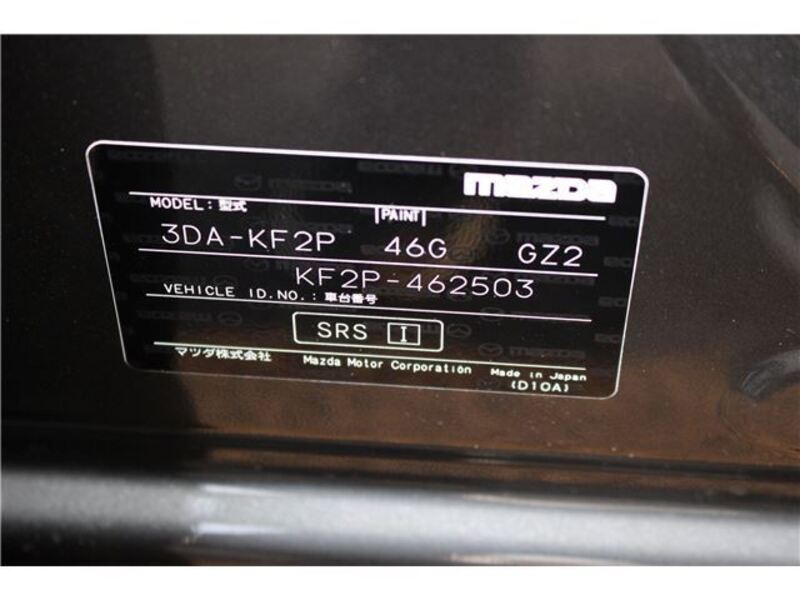 mazda
MODEL: 型式 PAINT
3DA-KF2P 46G GZ2
KF2P-462503
VEHICLE ID.NO.: 車台番号
SRS I
マツダ株式会社 Mazda Motor Corporation Made in Japan
(D10A)